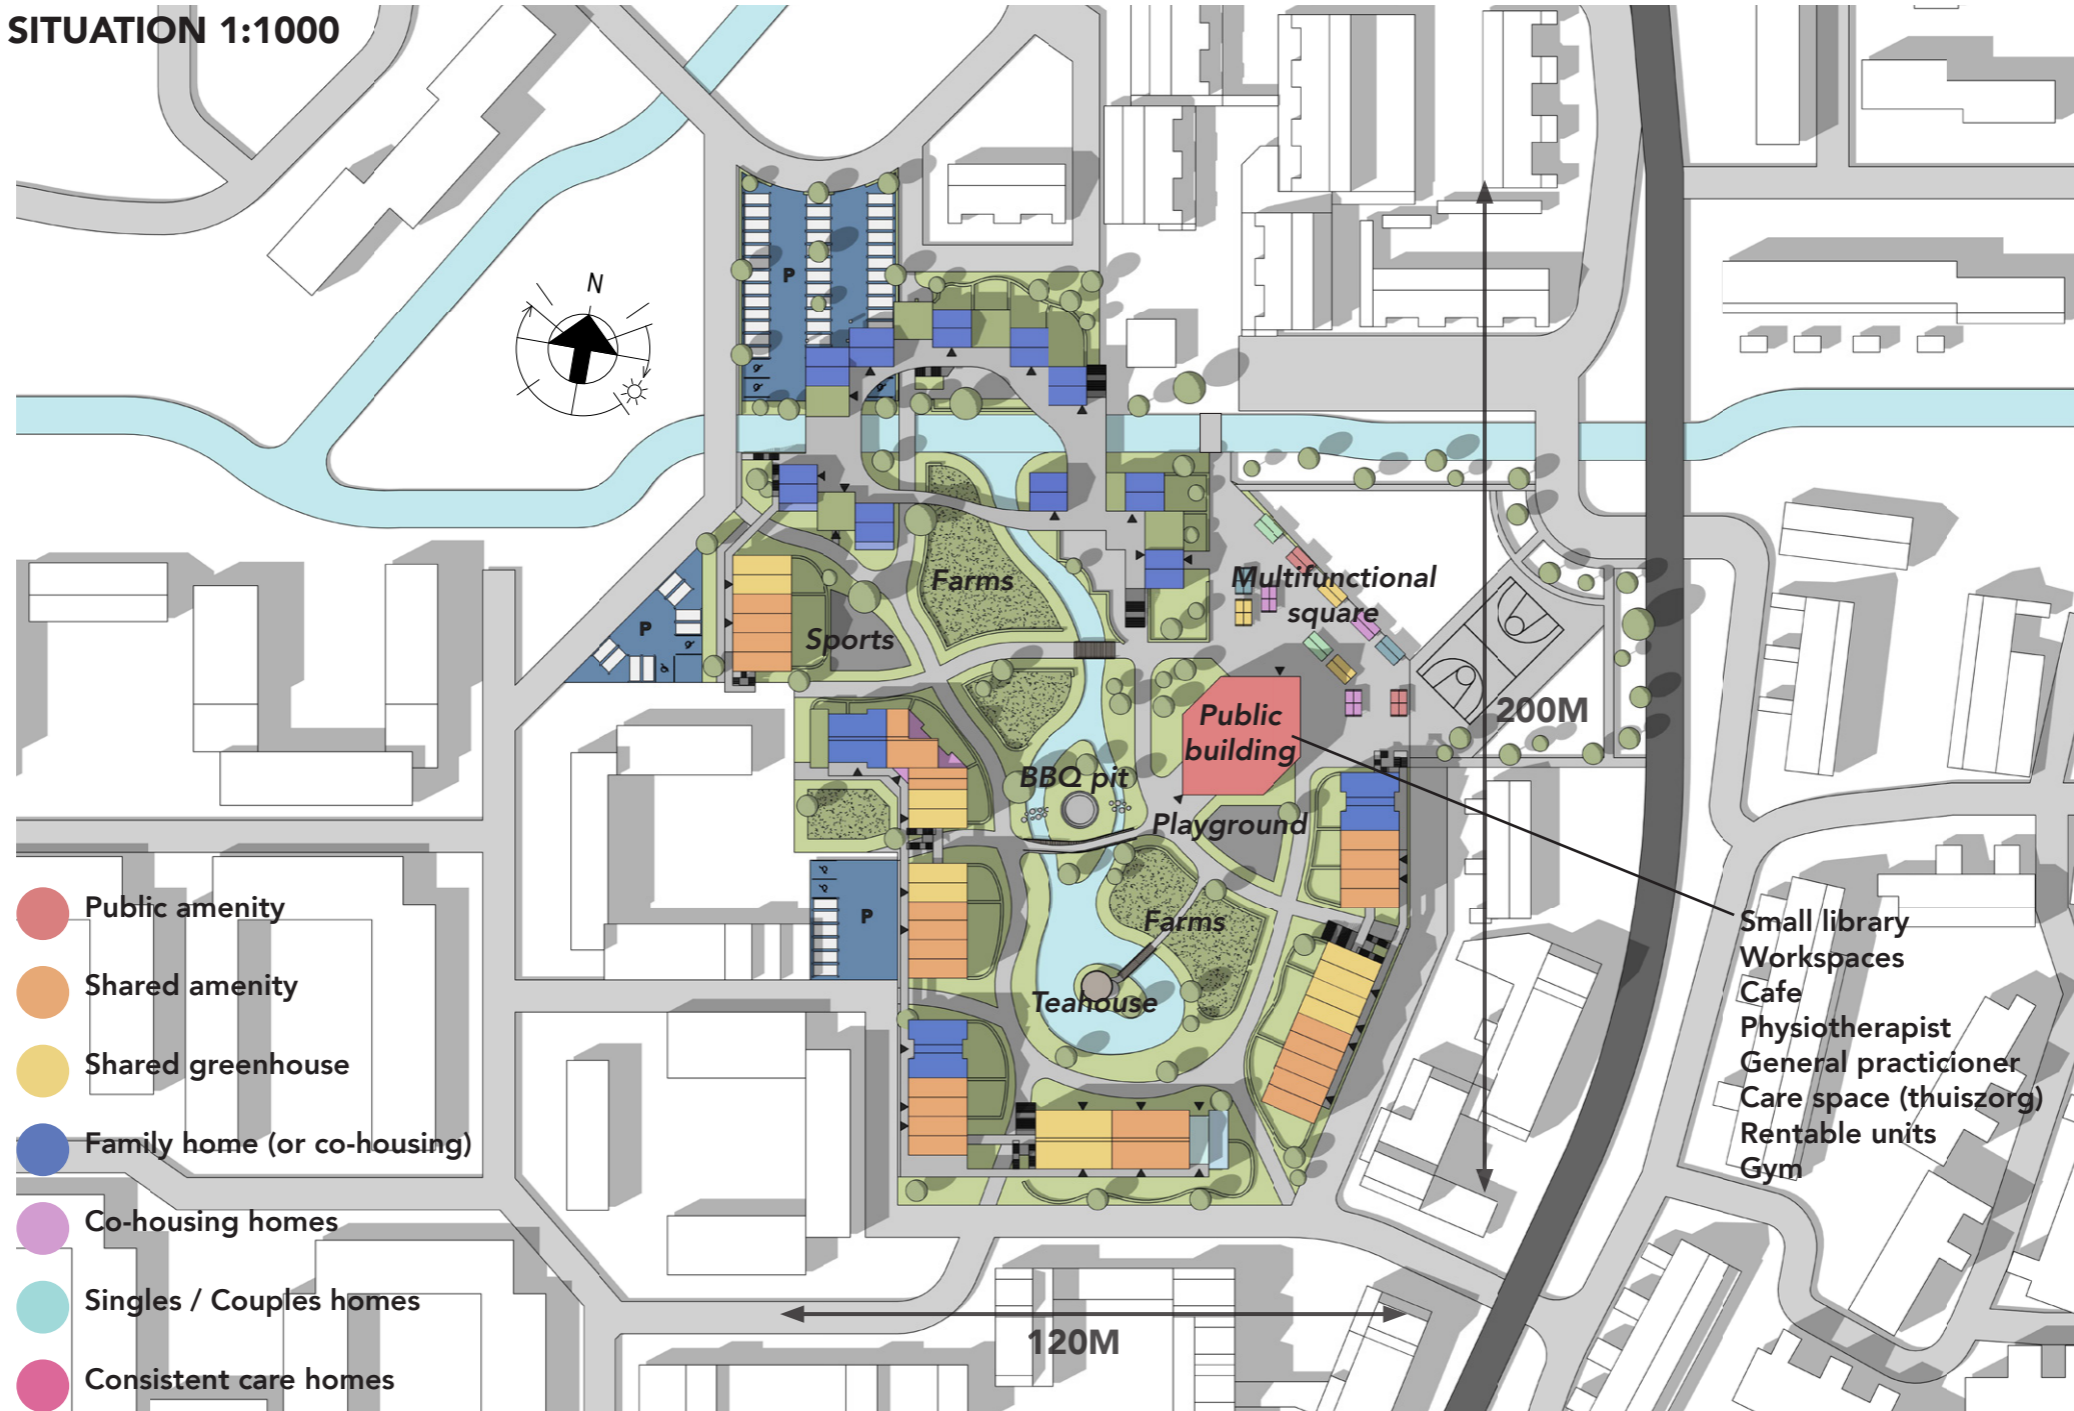 SITUATION 1:1000
N
P
Farms
Multifunctional
square
P
Sports
200M
Public
building
BBQ pit
Playground
P
Farms
Teahouse
Small library
Workspaces
Cafe
Physiotherapist
General practicioner
Care space (thuiszorg)
Rentable units
Gym
Public amenity
Shared amenity
Shared greenhouse
Family home (or co-housing)
Co-housing homes
Singles / Couples homes
Consistent care homes
120M